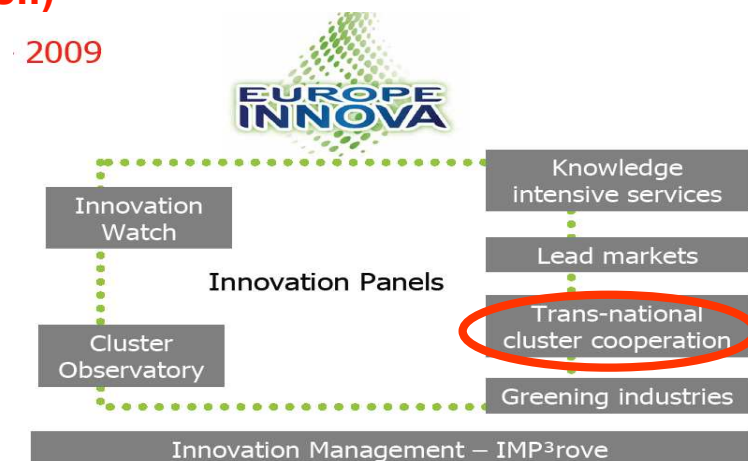 2009
EUROPE
INNOVA
Knowledge
intensive services
Innovation
Watch
Lead markets
Innovation Panels
Trans-national
cluster cooperation
Cluster
Observatory
Greening industries
Innovation Management – IMP³rove